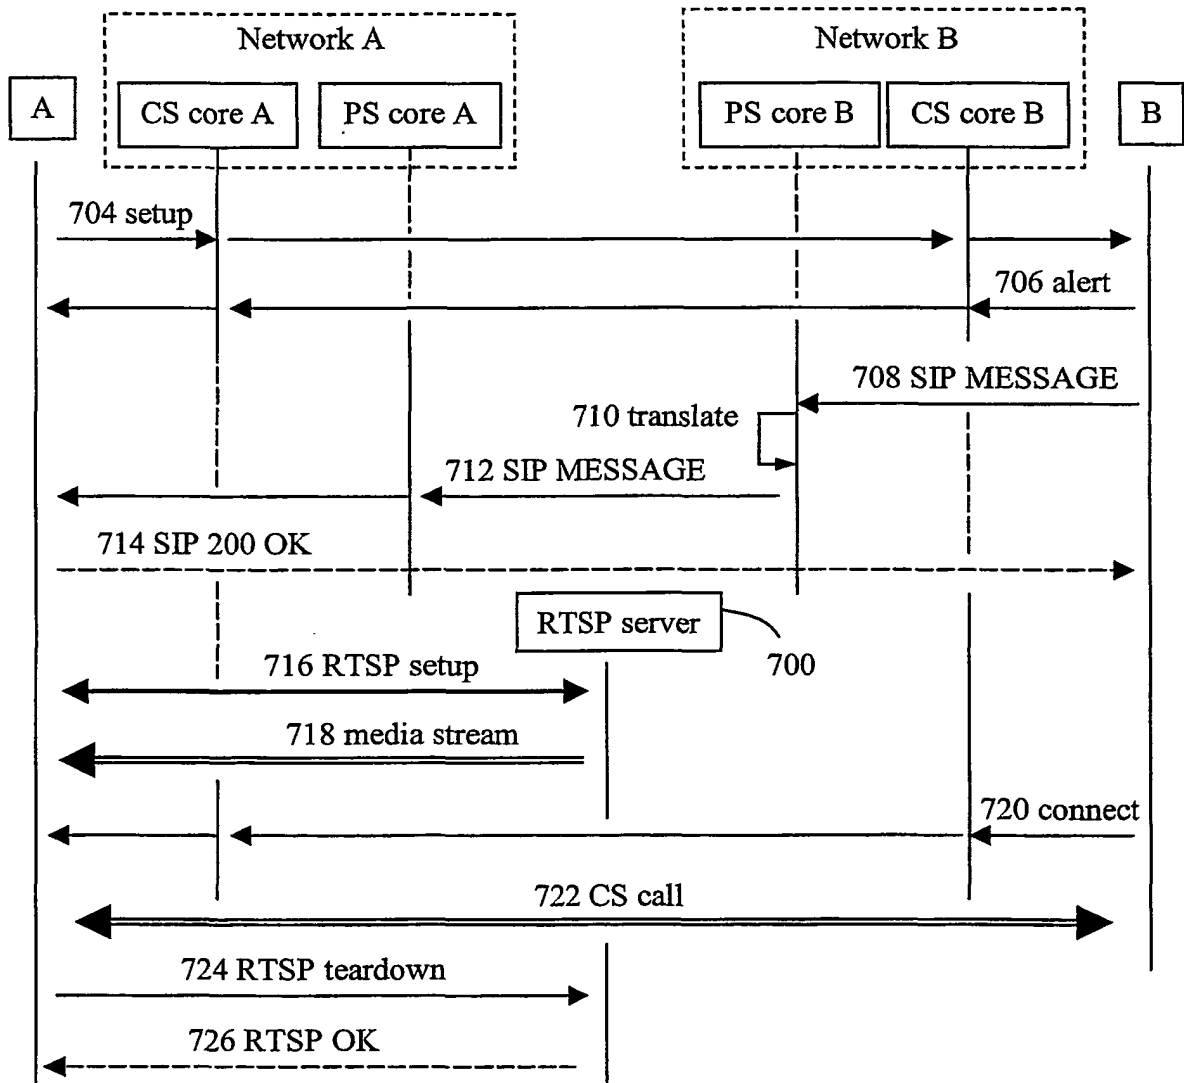 Network A
Network B
A
CS core A
PS core A
PS core B
CS core B
B
704 setup
706 alert
708 SIP MESSAGE
710 translate
712 SIP MESSAGE
714 SIP 200 OK
RTSP server
700
716 RTSP setup
718 media stream
720 connect
722 CS call
724 RTSP teardown
726 RTSP OK